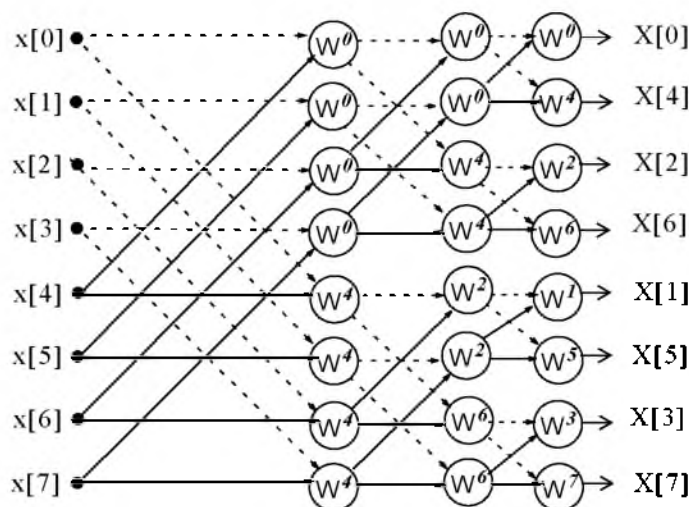 x[0] W⁰ W⁰ W⁰ X[0]
x[1] W⁰ W⁰ W⁴ X[4]
x[2] W⁰ W⁴ W² X[2]
x[3] W⁰ W⁴ W⁶ X[6]
x[4] W⁴ W² W¹ X[1]
x[5] W⁴ W² W⁵ X[5]
x[6] W⁴ W⁶ W³ X[3]
x[7] W⁴ W⁶ W⁷ X[7]